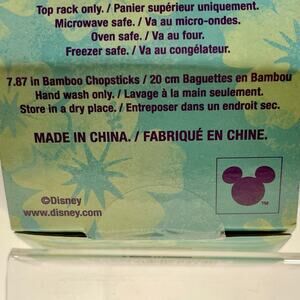 Top rack only. / Panier supérieur uniquement.
Microwave safe. / Va au micro-ondes.
Oven safe. / Va au four.
Freezer safe. / Va au congélateur.
7.87 in Bamboo Chopsticks / 20 cm Baguettes en Bambou
Hand wash only. / Lavage à la main seulement.
Store in a dry place. / Entreposer dans un endroit sec.
MADE IN CHINA. / FABRIQUÉ EN CHINE.
©Disney
www.disney.com
TM